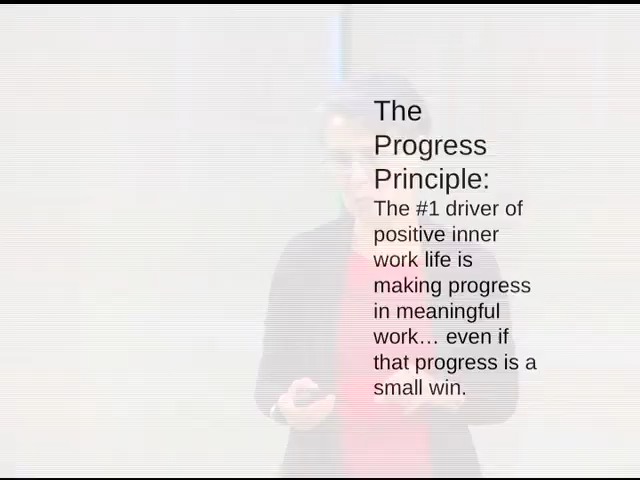 The
Progress
Principle:
The #1 driver of
positive inner
work life is
making progress
in meaningful
work… even if
that progress is a
small win.